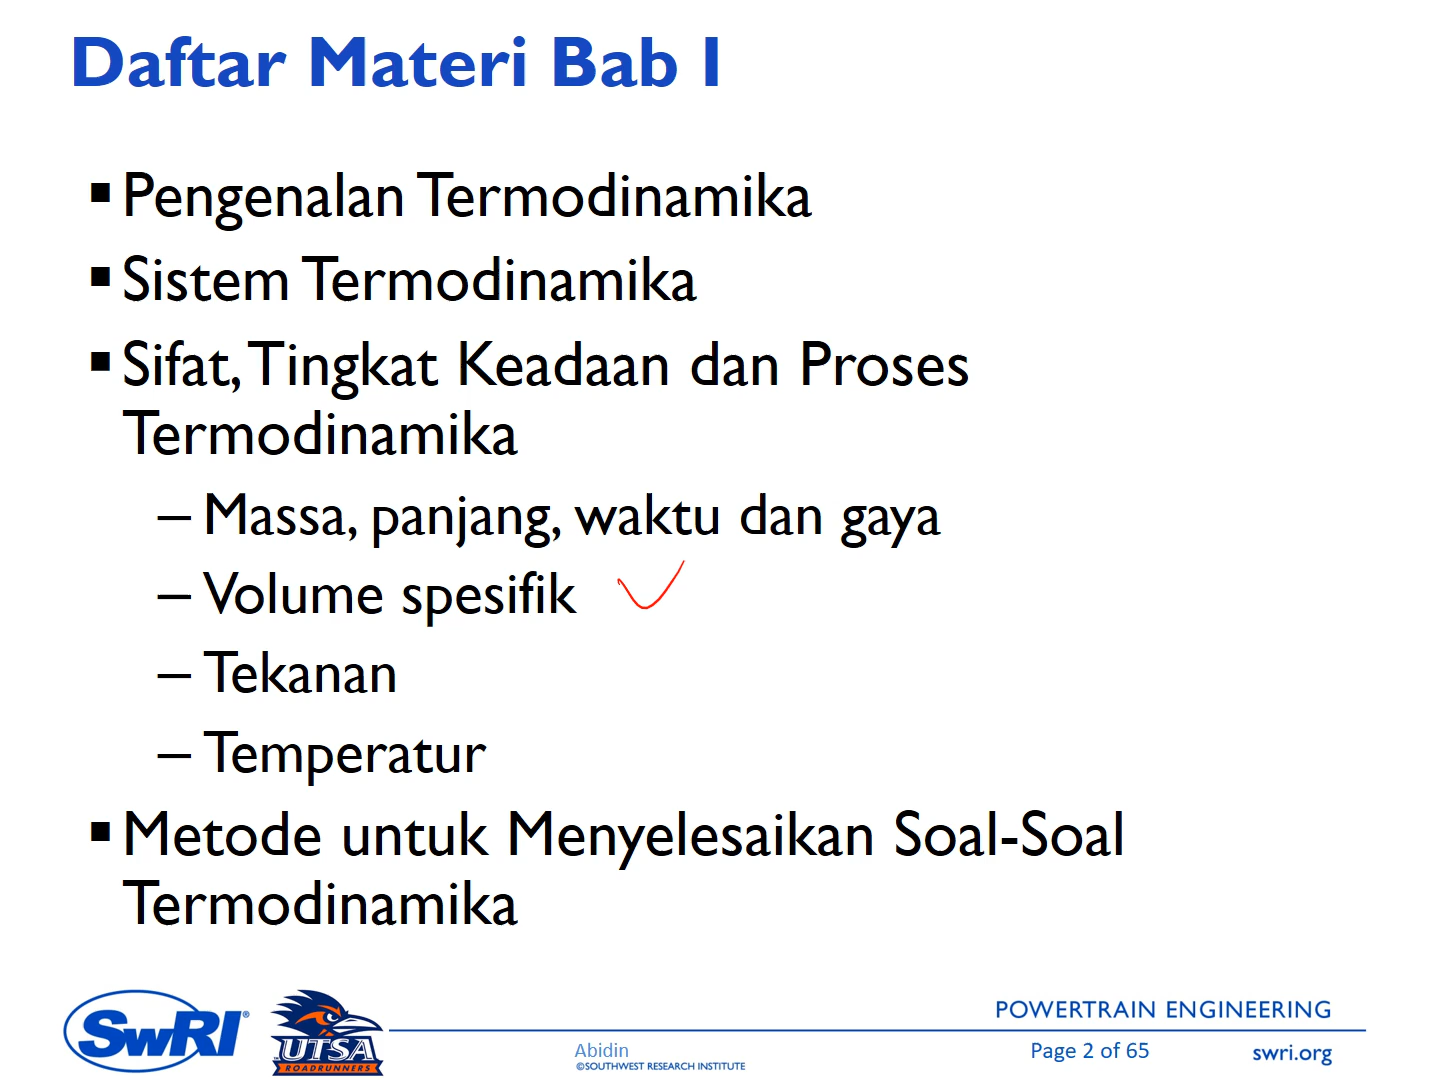 Daftar Materi Bab I
▪ Pengenalan Termodinamika
▪ Sistem Termodinamika
▪ Sifat, Tingkat Keadaan dan Proses
Termodinamika
– Massa, panjang, waktu dan gaya
– Volume spesifik
– Tekanan
– Temperatur
▪ Metode untuk Menyelesaikan Soal-Soal
Termodinamika
SwRI®
UTSA
ROADRUNNERS
Abidin
©SOUTHWEST RESEARCH INSTITUTE
POWERTRAIN ENGINEERING
Page 2 of 65
swri.org